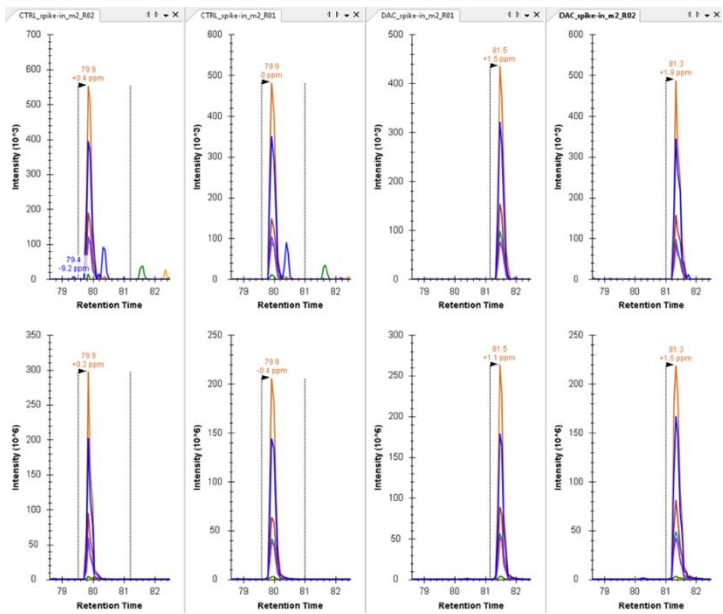 CTRL_spike-in_m2_R02
CTRL_spike-in_m2_R01
DAC_spike-in_m2_R01
DAC_spike-in_m2_R02
700
600
500
400
300
200
100
0
79.9
+0.4 ppm
79.4
-9.2 ppm
Intensity (10^3)
79 80 81 82
Retention Time
600
500
400
300
200
100
0
79.9
0 ppm
Intensity (10^3)
79 80 81 82
Retention Time
500
400
300
200
100
0
81.5
+1.5 ppm
Intensity (10^3)
79 80 81 82
Retention Time
600
500
400
300
200
100
0
81.3
+1.9 ppm
Intensity (10^3)
79 80 81 82
Retention Time
350
300
250
200
150
100
50
0
79.9
+0.2 ppm
Intensity (10^6)
79 80 81 82
Retention Time
250
200
150
100
50
0
79.9
-0.4 ppm
Intensity (10^6)
79 80 81 82
Retention Time
300
250
200
150
100
50
0
81.5
+1.1 ppm
Intensity (10^6)
79 80 81 82
Retention Time
250
200
150
100
50
0
81.3
+1.5 ppm
Intensity (10^6)
79 80 81 82
Retention Time